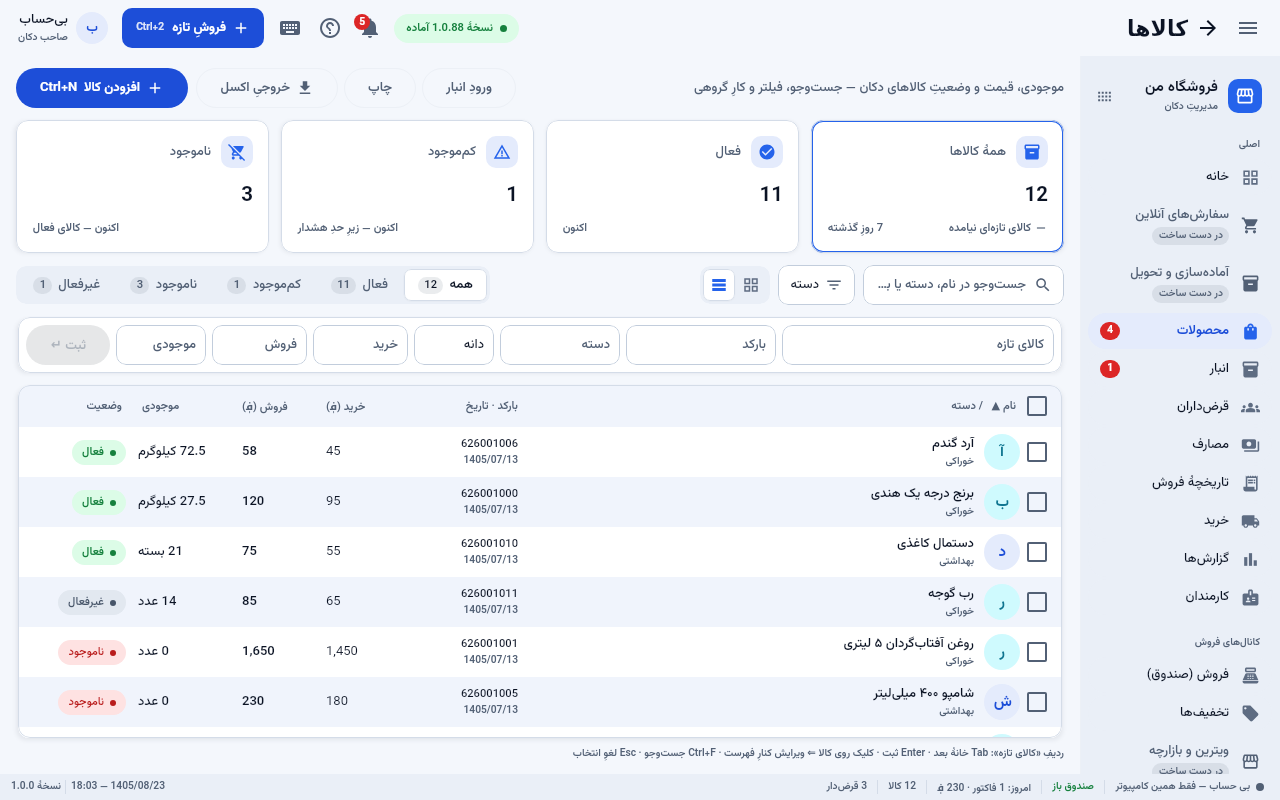 کالاها
نسخهٔ 1.0.88 آماده
5
فروشِ تازه Ctrl+2
بی‌حساب
صاحب دکان
ب
فروشگاه من
مدیریتِ دکان
اصلی
خانه
سفارش‌های آنلاین
در دست ساخت
آماده‌سازی و تحویل
در دست ساخت
محصولات
4
انبار
1
قرض‌داران
مصارف
تاریخچهٔ فروش
خرید
گزارش‌ها
کارمندان
کانال‌های فروش
فروش (صندوق)
تخفیف‌ها
ویترین و بازارچه
در دست ساخت
موجودی، قیمت و وضعیتِ کالاهای دکان — جست‌وجو، فیلتر و کارِ گروهی
ورودِ انبار
چاپ
خروجیِ اکسل
افزودن کالا Ctrl+N
همهٔ کالاها
12
— کالای تازه‌ای نیامده
7 روزِ گذشته
فعال
11
اکنون
کم‌موجود
1
اکنون — زیرِ حدِ هشدار
ناموجود
3
اکنون — کالای فعال
جست‌وجو در نام، دسته یا ب...
دسته
همه 12
فعال 11
کم‌موجود 1
ناموجود 3
غیرفعال 1
کالای تازه
بارکد
دسته
دانه
خرید
فروش
موجودی
ثبت ↵
نام ▲ / دسته
بارکد · تاریخ
خرید (؋)
فروش (؋)
موجودی
وضعیت
آ
آرد گندم
خوراکی
626001006
1405/07/13
45
58
72.5 کیلوگرم
فعال
ب
برنج درجه یک هندی
خوراکی
626001000
1405/07/13
95
120
27.5 کیلوگرم
فعال
د
دستمال کاغذی
بهداشتی
626001010
1405/07/13
55
75
21 بسته
فعال
ر
رب گوجه
خوراکی
626001011
1405/07/13
65
85
14 عدد
غیرفعال
ر
روغن آفتاب‌گردان ۵ لیتری
خوراکی
626001001
1405/07/13
1,450
1,650
0 عدد
ناموجود
ش
شامپو ۴۰۰ میلی‌لیتر
بهداشتی
626001005
1405/07/13
180
230
0 عدد
ناموجود
ردیفِ «کالای تازه»: Tab خانهٔ بعد · Enter ثبت · کلیک روی کالا ⇐ ویرایش کنارِ فهرست · Ctrl+F جست‌وجو · Esc لغوِ انتخاب
بی حساب — فقط همین کامپیوتر
صندوق باز
امروز: 1 فاکتور · 230 ؋
12 کالا
3 قرض‌دار
1405/08/23 — 18:03
نسخهٔ 1.0.0